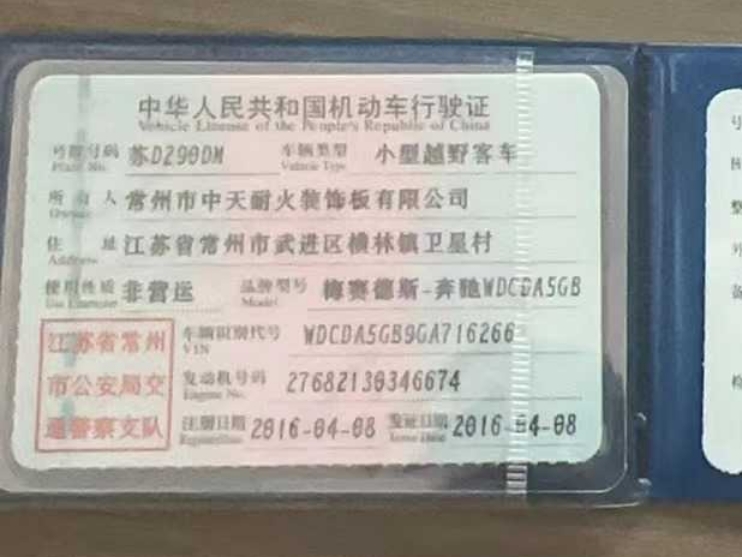 中华人民共和国机动车行驶证
Vehicle License of the People's Republic of China
号牌号码 苏D290DM 车辆类型 小型越野客车
Plate No. Vehicle Type
所有人 常州市中天耐火装饰板有限公司
Owner
住址 江苏省常州市武进区横林镇卫星村
Address
使用性质 非营运 品牌型号 梅赛德斯-奔驰WDCDA5GB
Use Character Model
江苏省常州 车辆识别代号 WDCDA5GB9GA716266
VIN
市公安局交 发动机号码 27682130346674
Engine No.
通警察支队 注册日期 2016-04-08 发证日期 2016-04-08
Register Date Issue Date
号
整
备
检